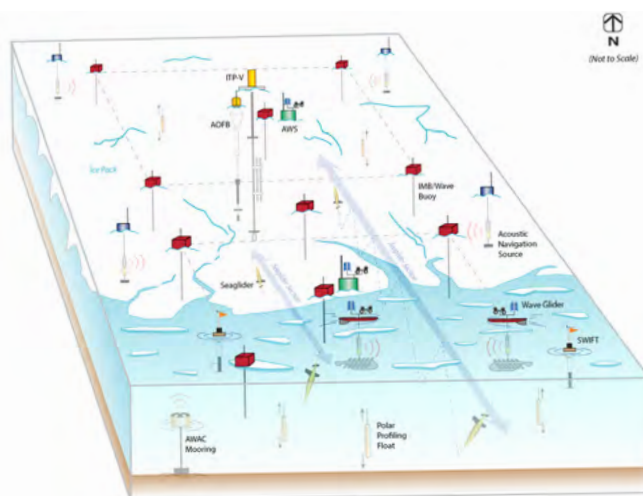 N
(Not to Scale)
ITP-V
AOFB
AWS
Ice Pack
IMB/Wave
Buoy
Acoustic
Navigation
Source
Seaglider
Wave Glider
SWIFT
AWAC
Mooring
Polar
Profiling
Float